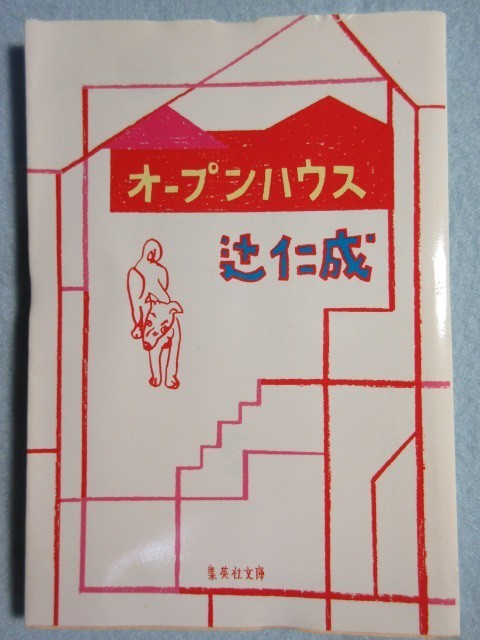 オープンハウス
辻仁成
集英社文庫